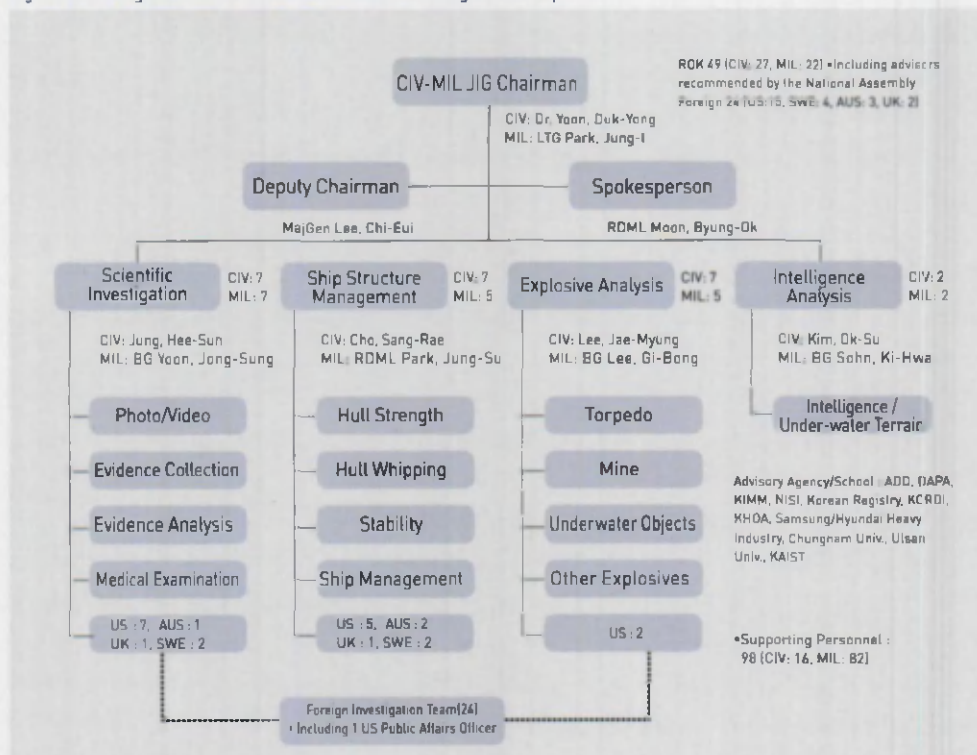 CIV-MIL JIG Chairman
ROK 49 (CIV: 27, MIL: 22) •Including advisers
recommended by the National Assembly
Foreign 24 (US: 15, SWE: 4, AUS: 3, UK: 2)
CIV: Dr, Yoon, Duk-Yong
MIL: LTG Park, Jung-I
Deputy Chairman
Spokesperson
MajGen Lee, Chi-Eui
RDML Moon, Byung-Ok
Scientific
Investigation
CIV: 7
MIL: 7
Ship Structure
Management
CIV: 7
MIL: 5
Explosive Analysis
CIV: 7
MIL: 5
Intelligence
Analysis
CIV: 2
MIL: 2
CIV: Jung, Hee-Sun
MIL: BG Yoon, Jong-Sung
CIV: Cho, Sang-Rae
MIL: RDML Park, Jung-Su
CIV: Lee, Jae-Myung
MIL: BG Lee, Gi-Bong
CIV: Kim, Ok-Su
MIL: BG Sohn, Ki-Hwa
Photo/Video
Evidence Collection
Evidence Analysis
Medical Examination
US : 7, AUS : 1
UK : 1, SWE : 2
Hull Strength
Hull Whipping
Stability
Ship Management
US : 5, AUS : 2
UK : 1, SWE : 2
Torpedo
Mine
Underwater Objects
Other Explosives
US : 2
Intelligence /
Under-water Terrair
Advisory Agency/School : ADD, DAPA,
KIMM, NISI, Korean Registry, KORDI,
KHOA, Samsung/Hyundai Heavy
Industry, Chungnam Univ., Ulsan
Univ., KAIST
•Supporting Personnel :
98 (CIV: 16, MIL: 82)
Foreign Investigation Team(24)
• Including 1 US Public Affairs Officer